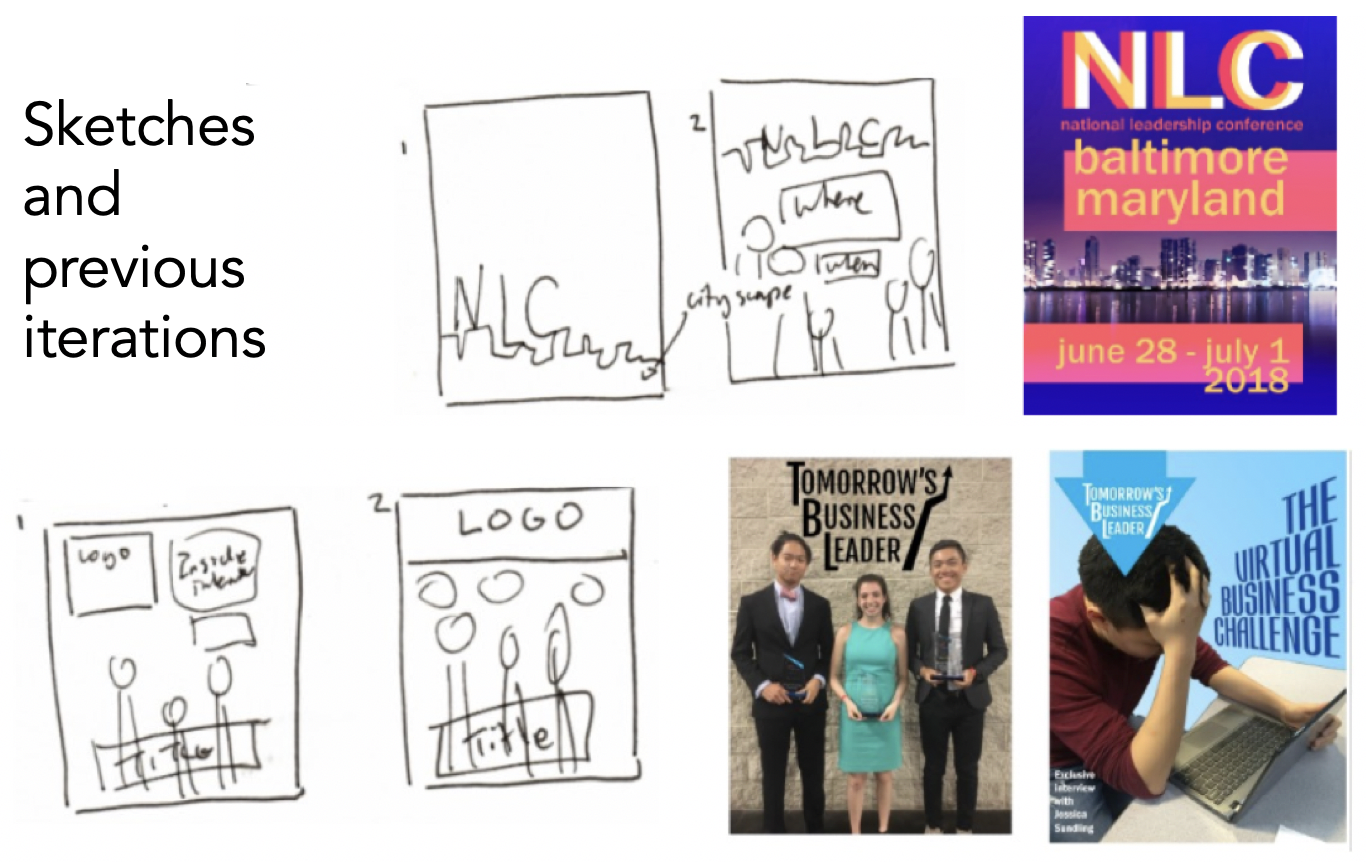 Sketches
and
previous
iterations
1
NLC
city scape
2
NLC
where
when
NLC
national leadership conference
baltimore
maryland
june 28 - july 1
2018
1
Logo
Inside
Title
2
LOGO
Title
TOMORROW'S
BUSINESS
LEADER
TOMORROW'S
BUSINESS
LEADER
THE
VIRTUAL
BUSINESS
CHALLENGE
Exclusive
Interview
with
Jessica
Sandling